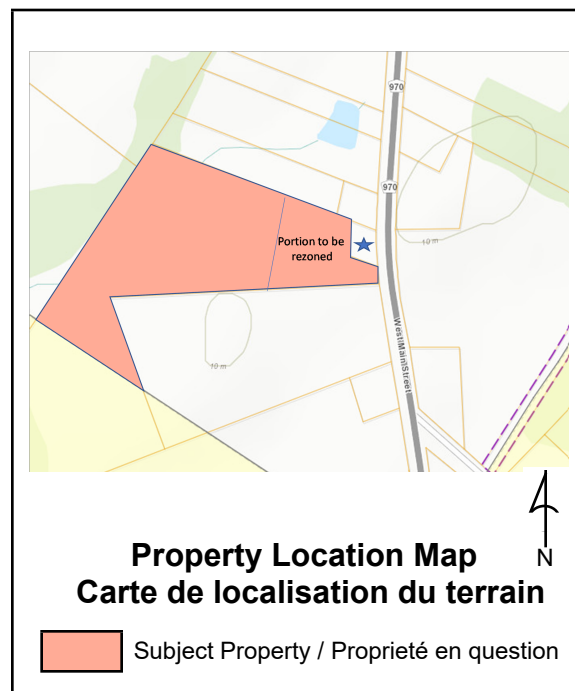 970
970
Portion to be
rezoned
10 m
West Main Street
10 m
Property Location Map
Carte de localisation du terrain
N
Subject Property / Proprieté en question